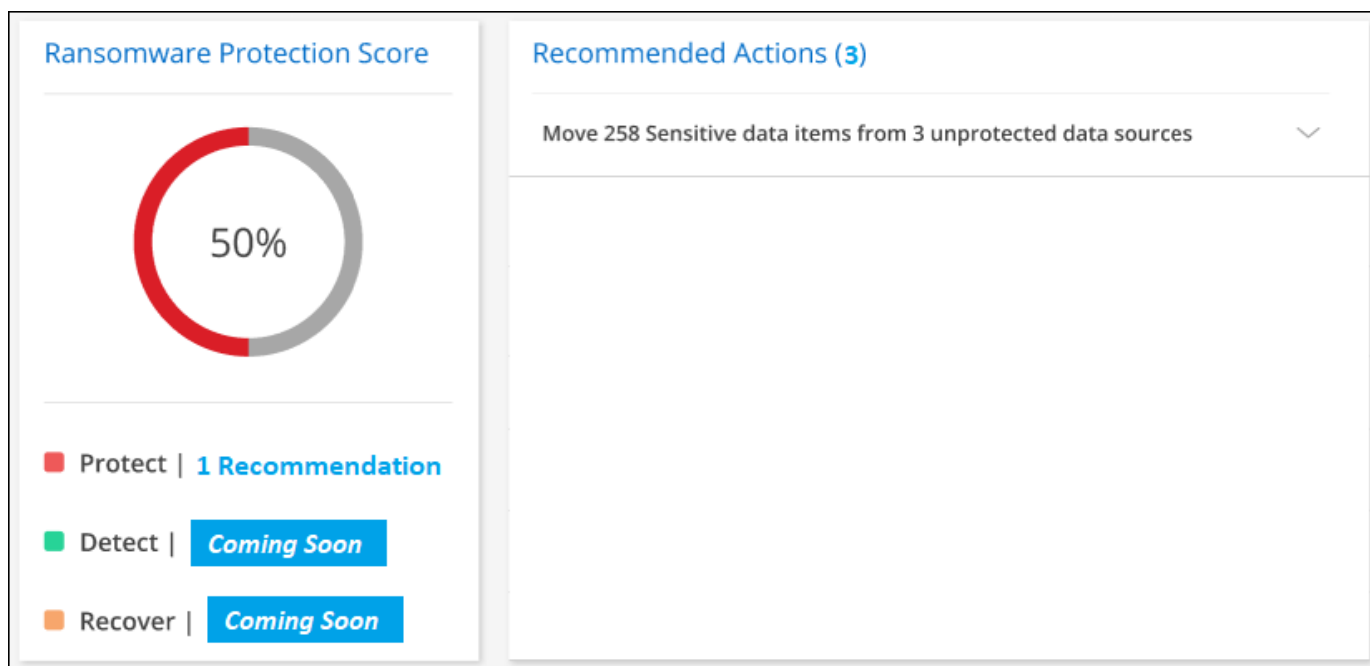 Ransomware Protection Score
50%
Protect | 1 Recommendation
Detect | Coming Soon
Recover | Coming Soon
Recommended Actions (3)
Move 258 Sensitive data items from 3 unprotected data sources